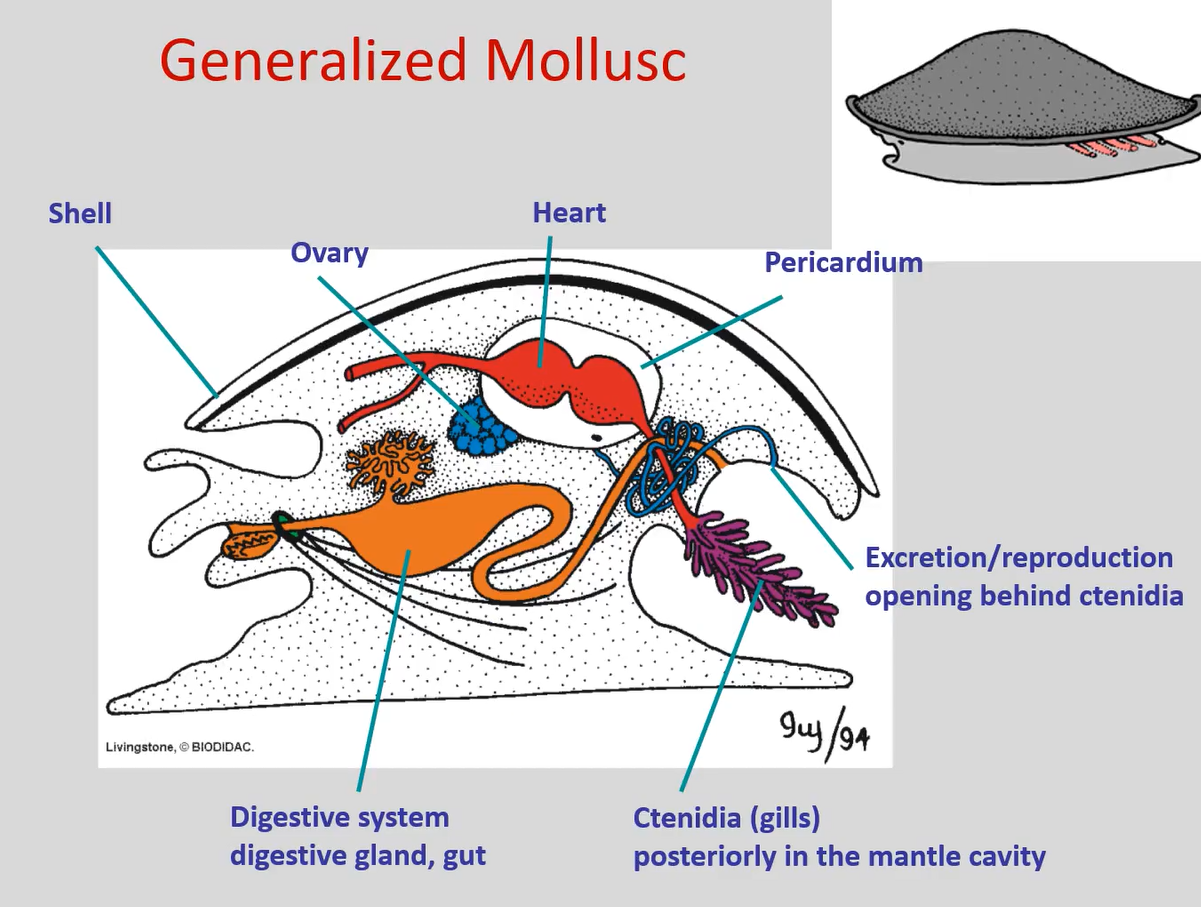 Generalized Mollusc
Shell
Heart
Ovary
Pericardium
Excretion/reproduction
opening behind ctenidia
guy/94
Livingstone, © BIODIDAC.
Digestive system
digestive gland, gut
Ctenidia (gills)
posteriorly in the mantle cavity